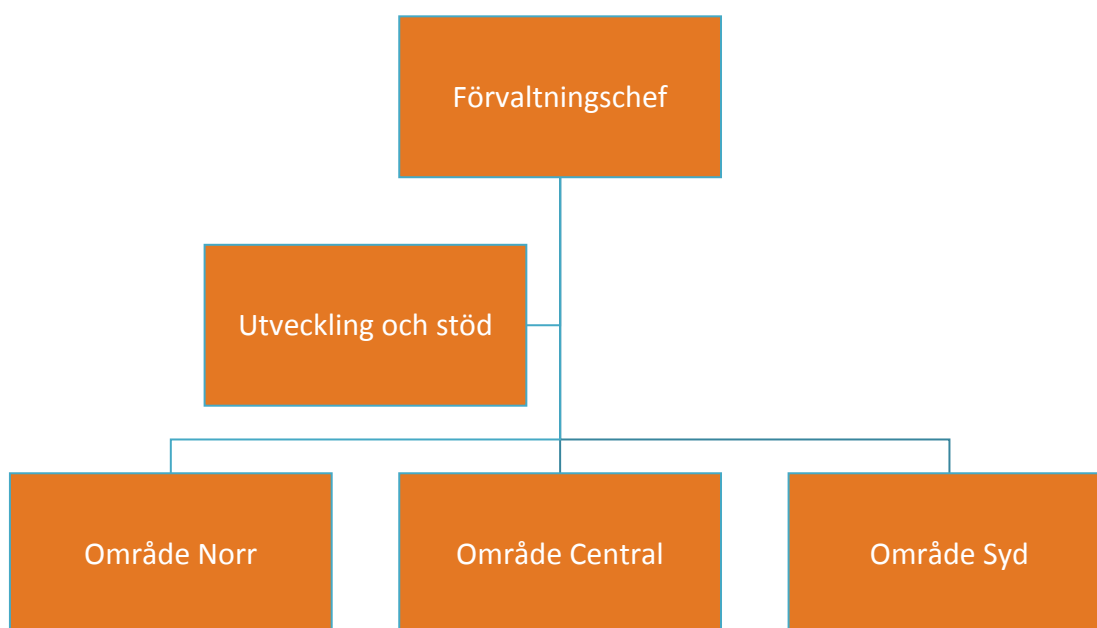 Förvaltningschef
Utveckling och stöd
Område Norr
Område Central
Område Syd